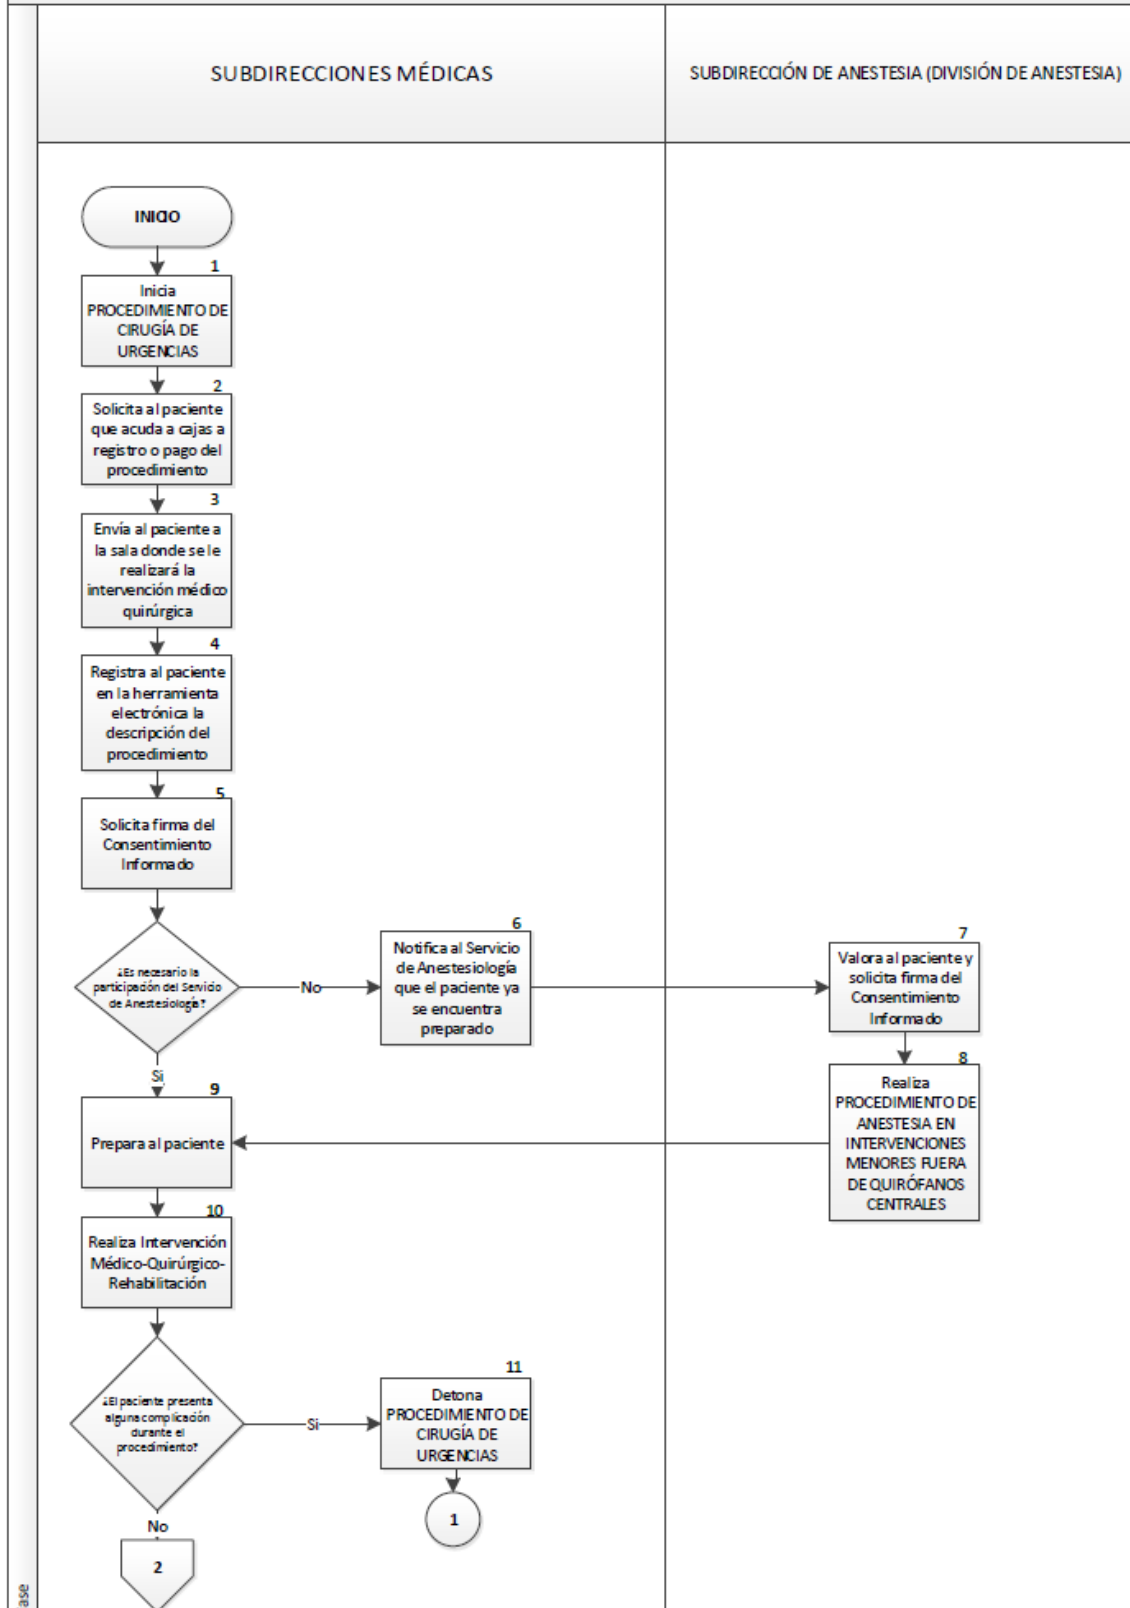 SUBDIRECCIONES MÉDICAS
SUBDIRECCIÓN DE ANESTESIA (DIVISIÓN DE ANESTESIA)
INICIO
1
Inicia
PROCEDIMIENTO DE
CIRUGÍA DE
URGENCIAS
2
Solicita al paciente
que acuda a cajas a
registro o pago del
procedimiento
3
Envía al paciente a
la sala donde se le
realizará la
intervención médico
quirúrgica
4
Registra al paciente
en la herramienta
electrónica la
descripción del
procedimiento
5
Solicita firma del
Consentimiento
Informado
¿Es necesario la
participación del Servicio
de Anestesiología?
No
6
Notifica al Servicio
de Anestesiología
que el paciente ya
se encuentra
preparado
7
Valora al paciente y
solicita firma del
Consentimiento
Informado
8
Realiza
PROCEDIMIENTO DE
ANESTESIA EN
INTERVENCIONES
MENORES FUERA
DE QUIRÓFANOS
CENTRALES
Si
9
Prepara al paciente
10
Realiza Intervención
Médico-Quirúrgico-
Rehabilitación
¿El paciente presenta
alguna complicación
durante el
procedimiento?
Si
11
Detona
PROCEDIMIENTO DE
CIRUGÍA DE
URGENCIAS
1
No
2
ase